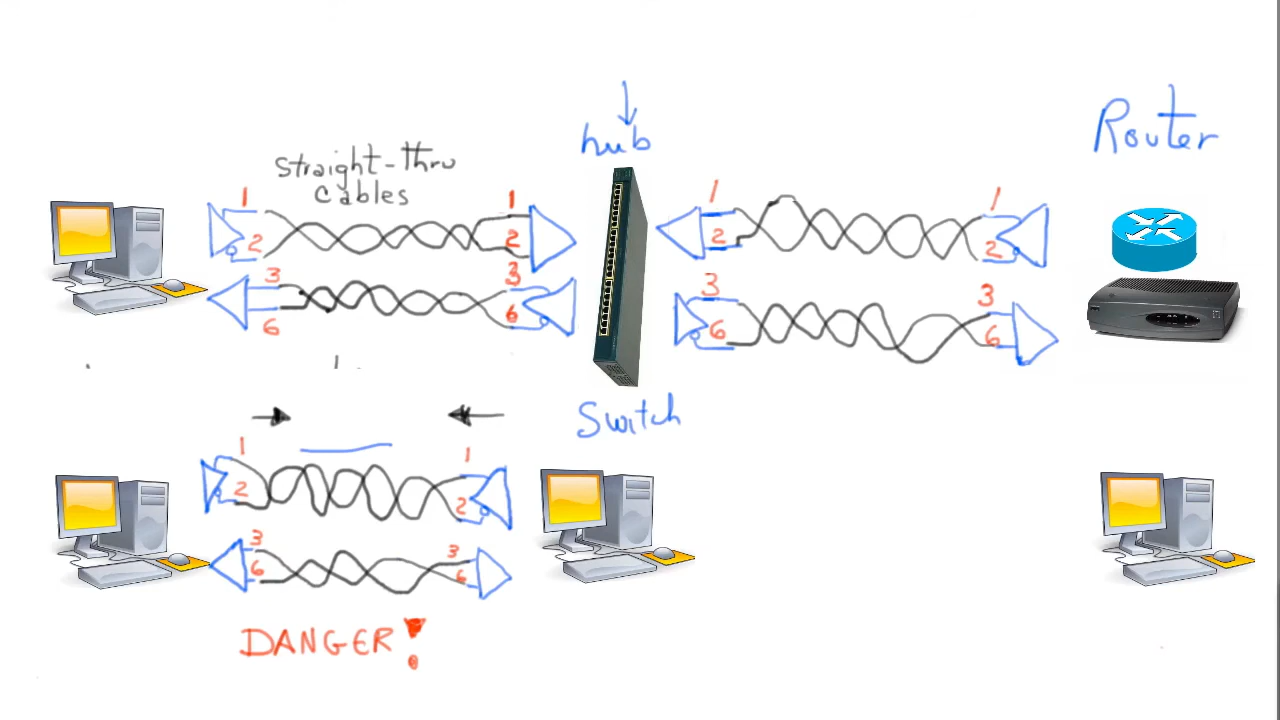 hub
Router
straight-thru
cables
1 1 1 1
2 2 2 2
3 3 3 3
6 6 6 6
Switch
1 1
2 2
3 3
6 6
DANGER!